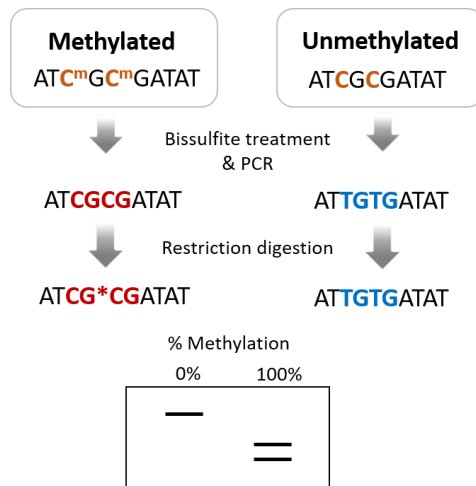 Methylated
ATCᵐGCᵐGATAT
Unmethylated
ATCGCGATAT
Bissulfite treatment
& PCR
ATCGCGATAT
ATTGTGATAT
Restriction digestion
ATCG*CGATAT
ATTGTGATAT
% Methylation
0% 100%